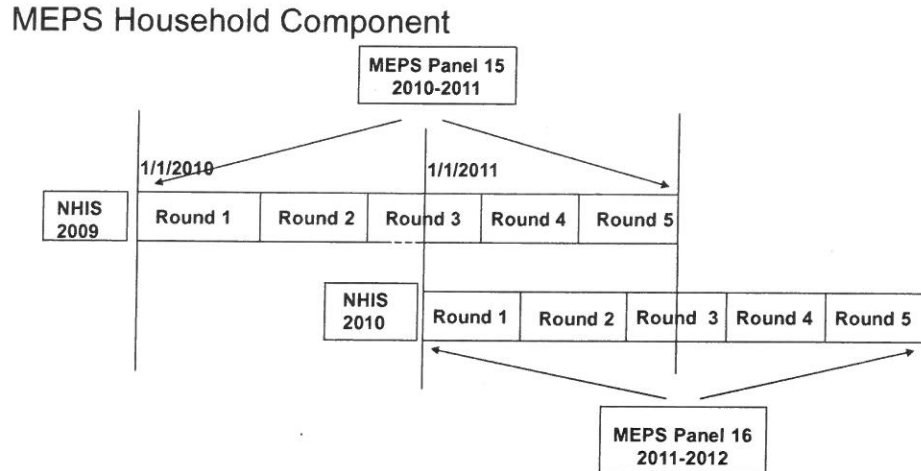 MEPS Household Component
MEPS Panel 15
2010-2011
1/1/2010
1/1/2011
NHIS
2009
Round 1
Round 2
Round 3
Round 4
Round 5
NHIS
2010
Round 1
Round 2
Round 3
Round 4
Round 5
MEPS Panel 16
2011-2012